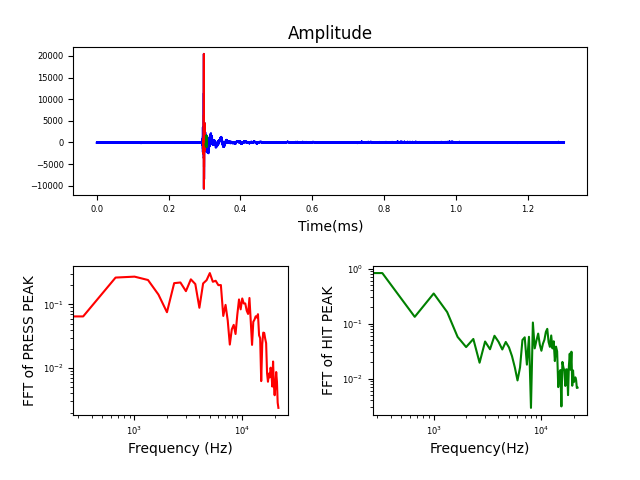 Amplitude
20000
15000
10000
5000
0
−5000
−10000
0.0 0.2 0.4 0.6 0.8 1.0 1.2
Time(ms)
FFT of PRESS PEAK
10⁻¹
10⁻²
10³ 10⁴
Frequency (Hz)
FFT of HIT PEAK
10⁰
10⁻¹
10⁻²
10³ 10⁴
Frequency(Hz)